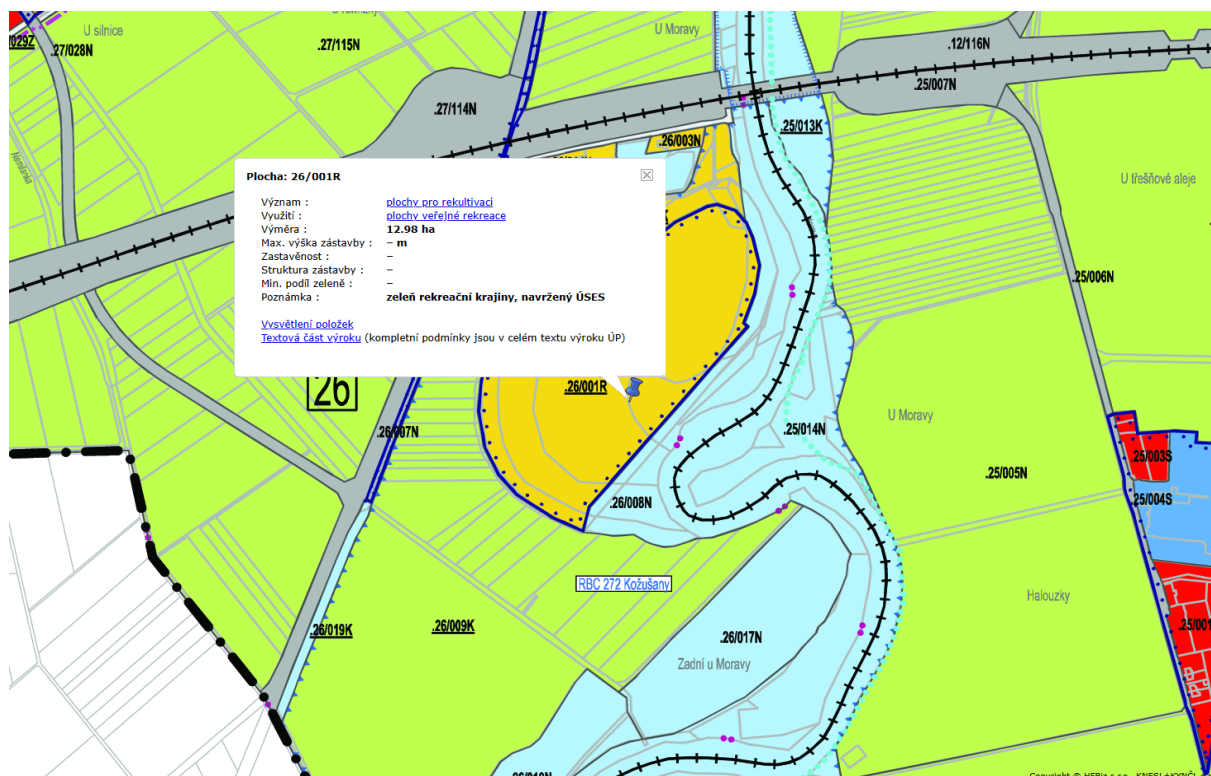 U silnice
U Moravy
.27/028N
.27/115N
.12/116N
.25/007N
.27/114N
.25/013K
.26/003N
Nemilanka
U třešňové aleje
Plocha: 26/001R
Význam : plochy pro rekultivaci
Využití : plochy veřejné rekreace
Výměra : 12.98 ha
Max. výška zástavby : – m
Zastavěnost : –
Struktura zástavby : –
Min. podíl zeleně : –
Poznámka : zeleň rekreační krajiny, navržený ÚSES
Vysvětlení položek
Textová část výroku (kompletní podmínky jsou v celém textu výroku ÚP)
.25/006N
26
.26/001R
.26/007N
.25/014N
U Moravy
.25/003S
.25/005N
.25/004S
.26/008N
RBC 272 Kožušany
Halouzky
.26/019K
.26/009K
.26/017N
Zadní u Moravy